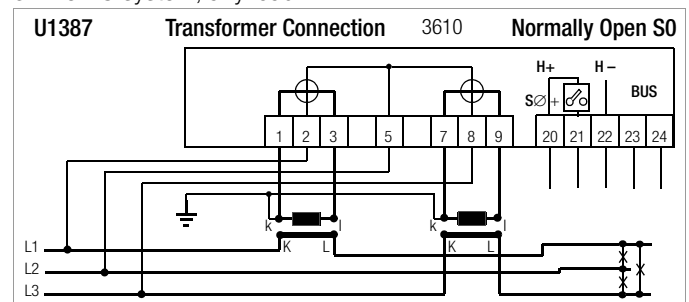 U1387 Transformer Connection 3610 Normally Open S0
H+ H –
SØ + BUS
1 2 3 5 7 8 9 20 21 22 23 24
k l k l
L1 K L K L
L2
L3